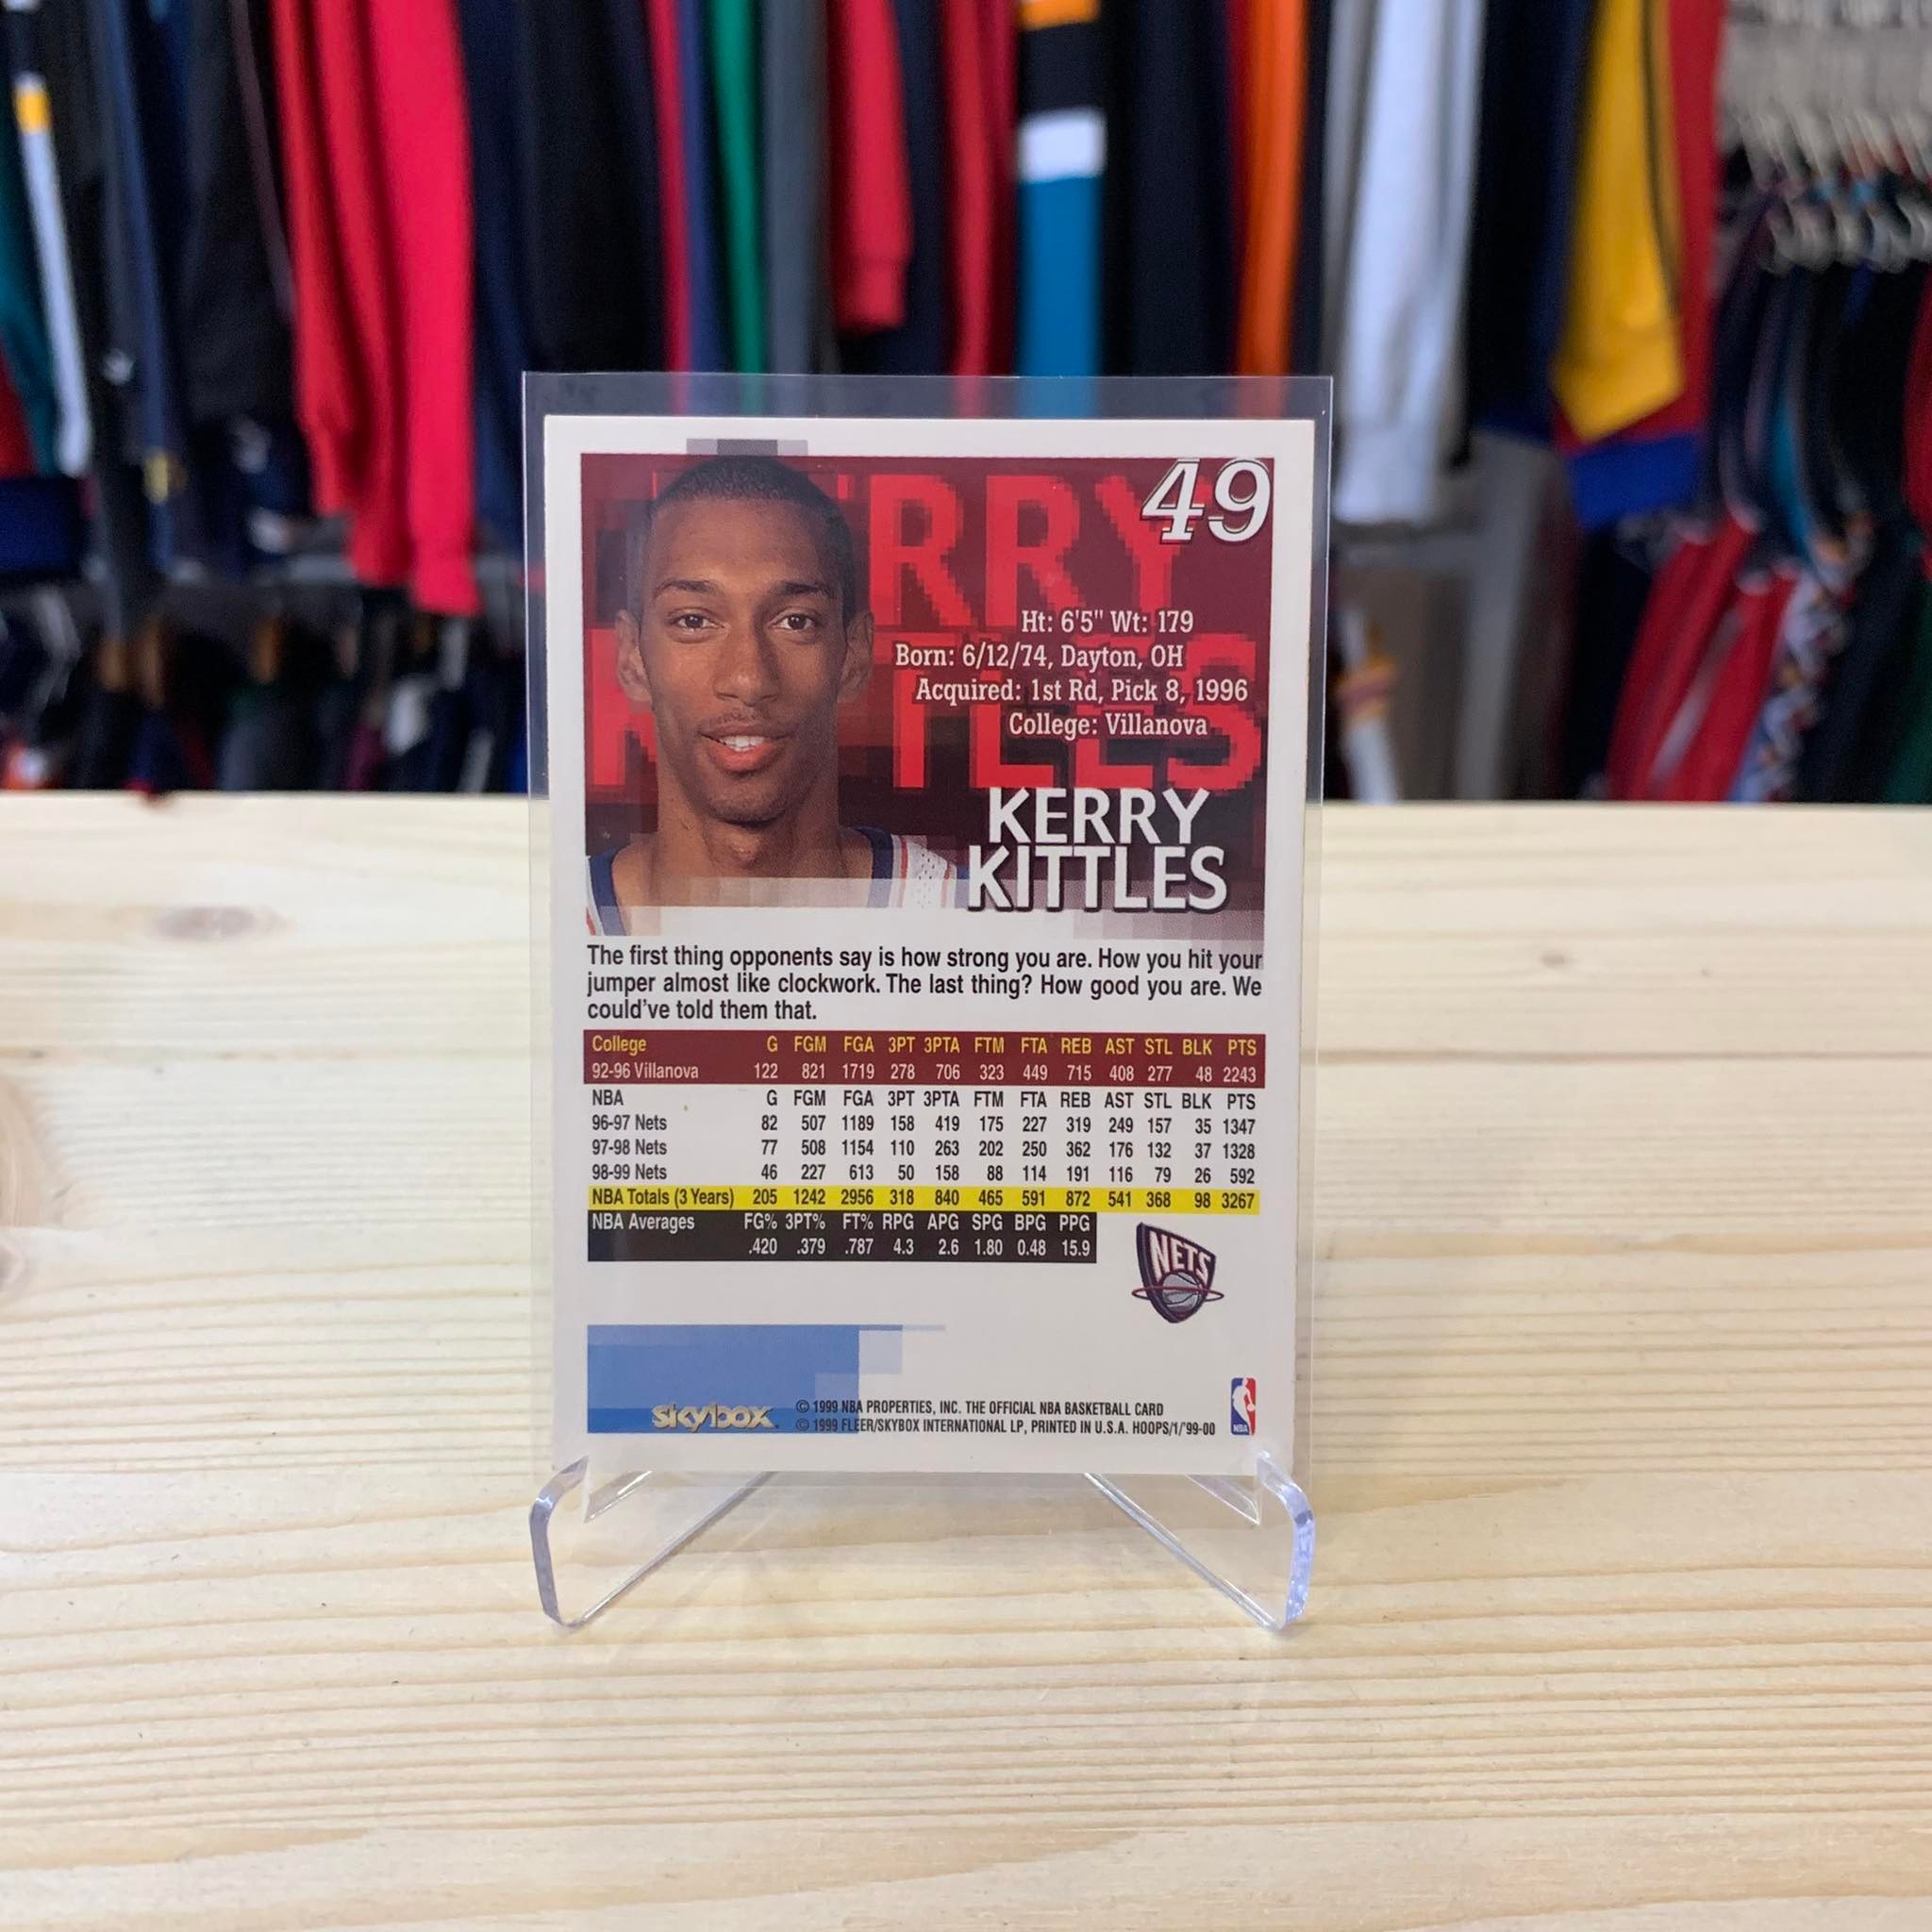 49
Ht: 6'5" Wt: 179
Born: 6/12/74, Dayton, OH
Acquired: 1st Rd, Pick 8, 1996
College: Villanova
KERRY
KITTLES
The first thing opponents say is how strong you are. How you hit your
jumper almost like clockwork. The last thing? How good you are. We
could've told them that.
College G FGM FGA 3PT 3PTA FTM FTA REB AST STL BLK PTS
92-96 Villanova 122 821 1719 278 706 323 449 715 408 277 48 2243
NBA G FGM FGA 3PT 3PTA FTM FTA REB AST STL BLK PTS
96-97 Nets 82 507 1189 158 419 175 227 319 249 157 35 1347
97-98 Nets 77 508 1154 110 263 202 250 362 176 132 37 1328
98-99 Nets 46 227 613 50 158 88 114 191 116 79 26 592
NBA Totals (3 Years) 205 1242 2956 318 840 465 591 872 541 368 98 3267
NBA Averages FG% 3PT% FT% RPG APG SPG BPG PPG
.420 .379 .787 4.3 2.6 1.80 0.48 15.9
NETS
skybox
© 1999 NBA PROPERTIES, INC. THE OFFICIAL NBA BASKETBALL CARD
© 1999 FLEER/SKYBOX INTERNATIONAL LP, PRINTED IN U.S.A. HOOPS/1/'99-00
NBA